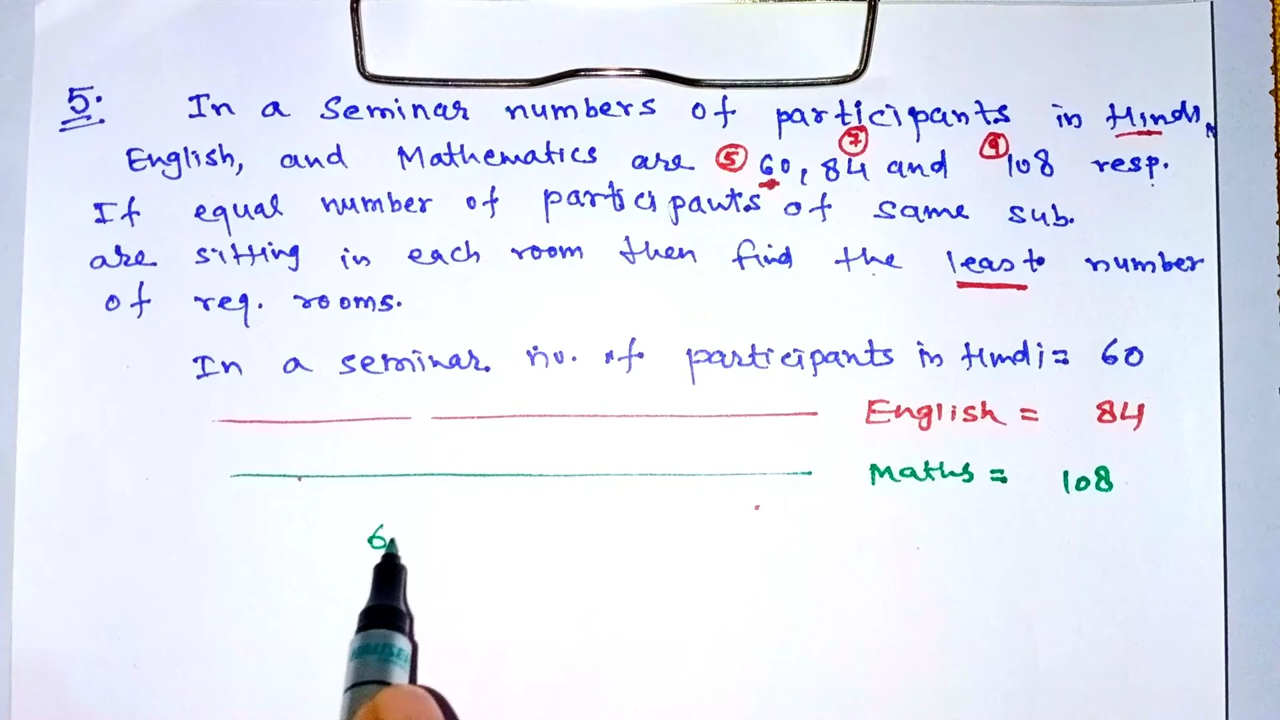 5. In a seminar numbers of participants in Hindi,
English, and Mathematics are ⑤ 60, ⑦ 84 and ⑨ 108 resp.
If equal number of participants of same sub.
are sitting in each room then find the least number
of req. rooms.
In a seminar no. of participants in Hindi = 60
English = 84
Maths = 108
6